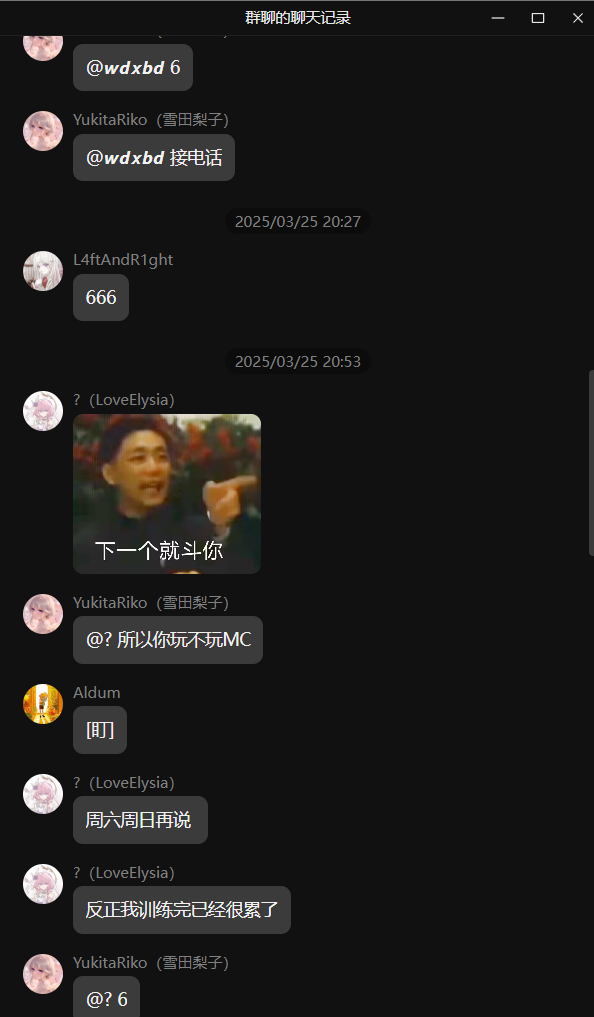 群聊的聊天记录
@wdxbd 6
YukitaRiko（雪田梨子）
@wdxbd 接电话
2025/03/25 20:27
L4ftAndR1ght
666
2025/03/25 20:53
?（LoveElysia）
下一个就斗你
YukitaRiko（雪田梨子）
@? 所以你玩不玩MC
Aldum
[盯]
?（LoveElysia）
周六周日再说
?（LoveElysia）
反正我训练完已经很累了
YukitaRiko（雪田梨子）
@? 6